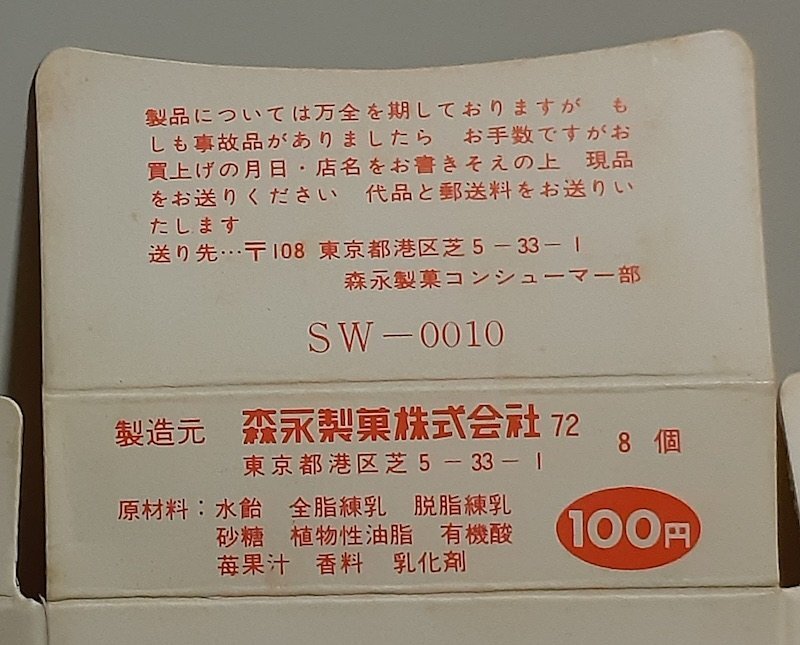 製品については万全を期しておりますが　も
しも事故品がありましたら　お手数ですがお
買上げの月日・店名をお書きそえの上　現品
をお送りください　代品と郵送料をお送りい
たします
送り先…〒108 東京都港区芝5－33－1
森永製菓コンシューマー部
SW－0010
製造元　森永製菓株式会社 72　8個
東京都港区芝5－33－1
原材料：水飴　全脂練乳　脱脂練乳
砂糖　植物性油脂　有機酸
苺果汁　香料　乳化剤
100円